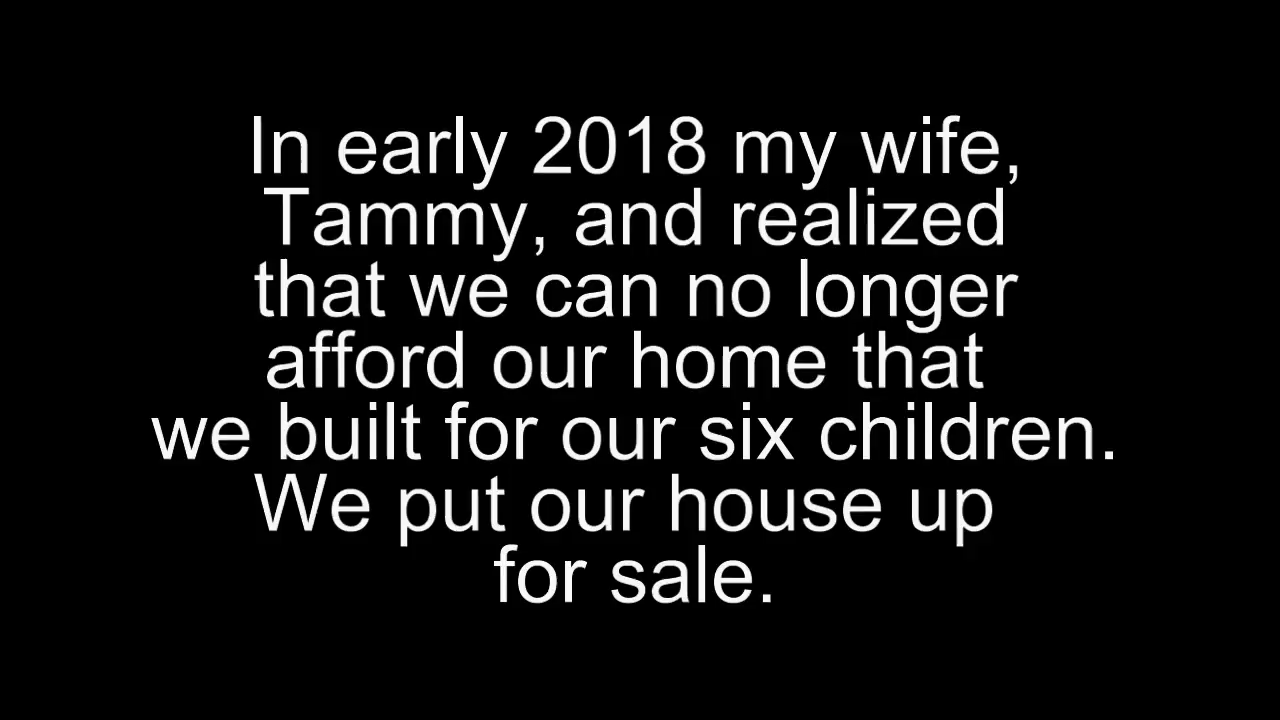 In early 2018 my wife,
Tammy, and realized
that we can no longer
afford our home that
we built for our six children.
We put our house up
for sale.